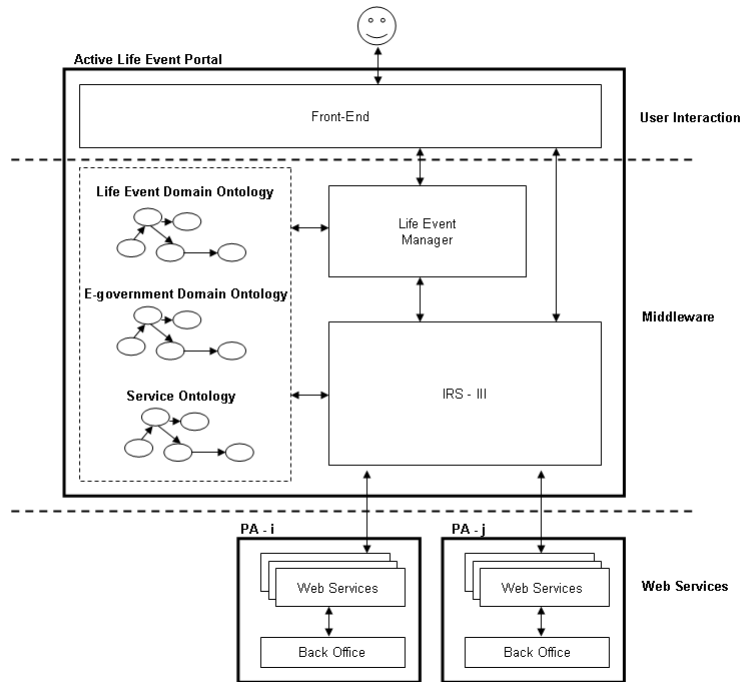 Active Life Event Portal
Front-End
User Interaction
Life Event Domain Ontology
Life Event
Manager
E-government Domain Ontology
Middleware
Service Ontology
IRS - III
PA - i
PA - j
Web Services
Web Services
Web Services
Back Office
Back Office